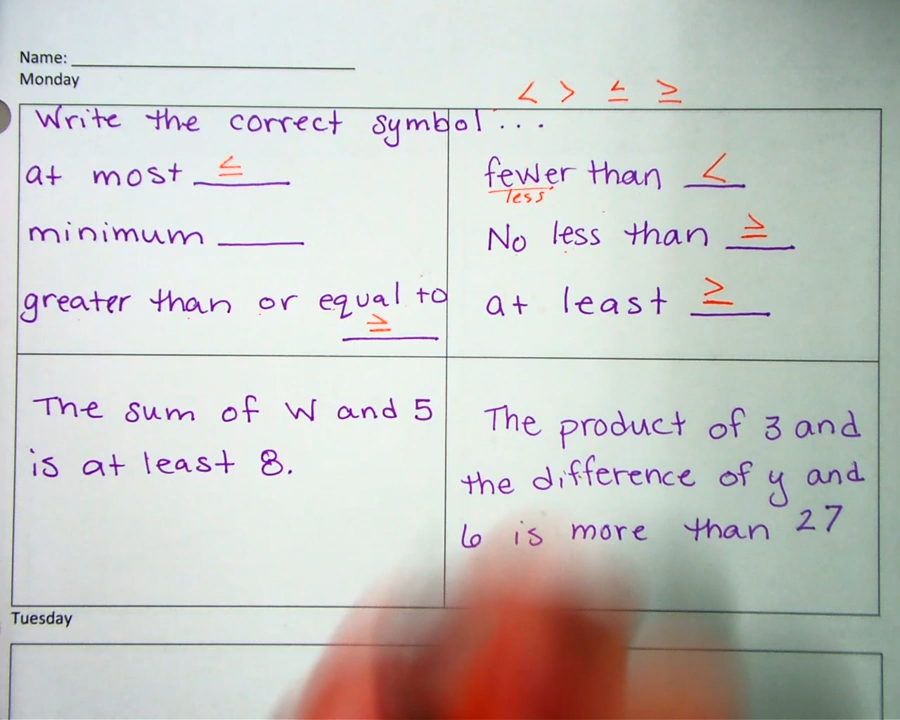 Name: ____________
Monday
< > ≤ ≥
Write the correct symbol...
at most ≤
minimum ____
greater than or equal to
≥
fewer than <
less
No less than ≥
at least ≥
The sum of W and 5
is at least 8.
The product of 3 and
the difference of y and
6 is more than 27
Tuesday